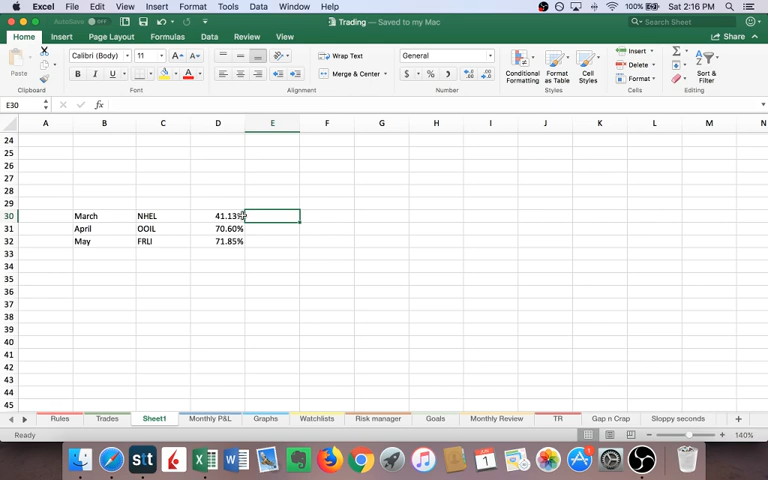 Excel File Edit View Insert Format Tools Data Window Help 100% Sat 2:16 PM
AutoSave OFF Trading — Saved to my Mac Search Sheet
Home Insert Page Layout Formulas Data Review View Share
Paste Calibri (Body) 11 A A Wrap Text General Conditional Formatting Format as Table Cell Styles Insert Delete Format Sort & Filter
B I U A Merge & Center $ % )
Clipboard Font Alignment Number Styles Cells Editing
E30 fx
A B C D E F G H I J K L M N
24
25
26
27
28
29
30 March NHEL 41.13%
31 April OOIL 70.60%
32 May FRLI 71.85%
33
34
35
36
37
38
39
40
41
42
43
44
45
Rules Trades Sheet1 Monthly P&L Graphs Watchlists Risk manager Goals Monthly Review TR Gap n Crap Sloppy seconds +
Ready 140%
stt W 1